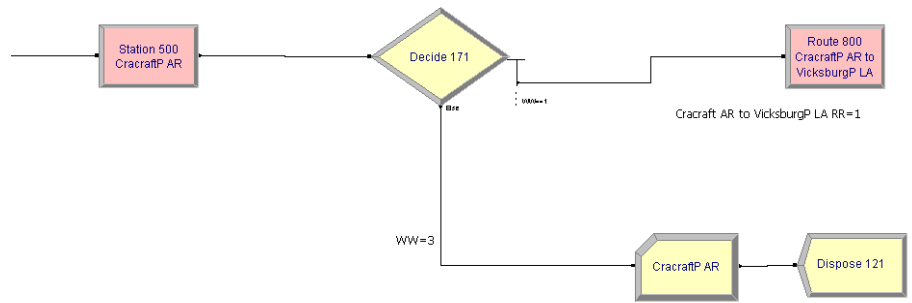 Station 500
CracraftP AR
Decide 171
Route 800
CracraftP AR to
VicksburgP LA
WW==1
Else
Cracraft AR to VicksburgP LA RR=1
WW=3
CracraftP AR
Dispose 121